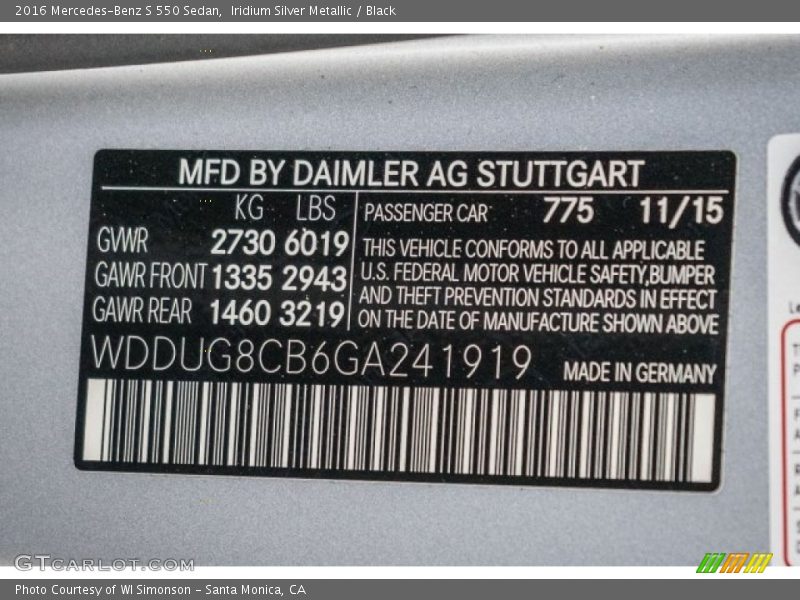 2016 Mercedes-Benz S 550 Sedan, Iridium Silver Metallic / Black
MFD BY DAIMLER AG STUTTGART
KG LBS
GWR 2730 6019
GAWR FRONT 1335 2943
GAWR REAR 1460 3219
PASSENGER CAR 775 11/15
THIS VEHICLE CONFORMS TO ALL APPLICABLE
U.S. FEDERAL MOTOR VEHICLE SAFETY,BUMPER
AND THEFT PREVENTION STANDARDS IN EFFECT
ON THE DATE OF MANUFACTURE SHOWN ABOVE
WDDUG8CB6GA241919
MADE IN GERMANY
GTCARLOT.COM
Photo Courtesy of WI Simonson - Santa Monica, CA